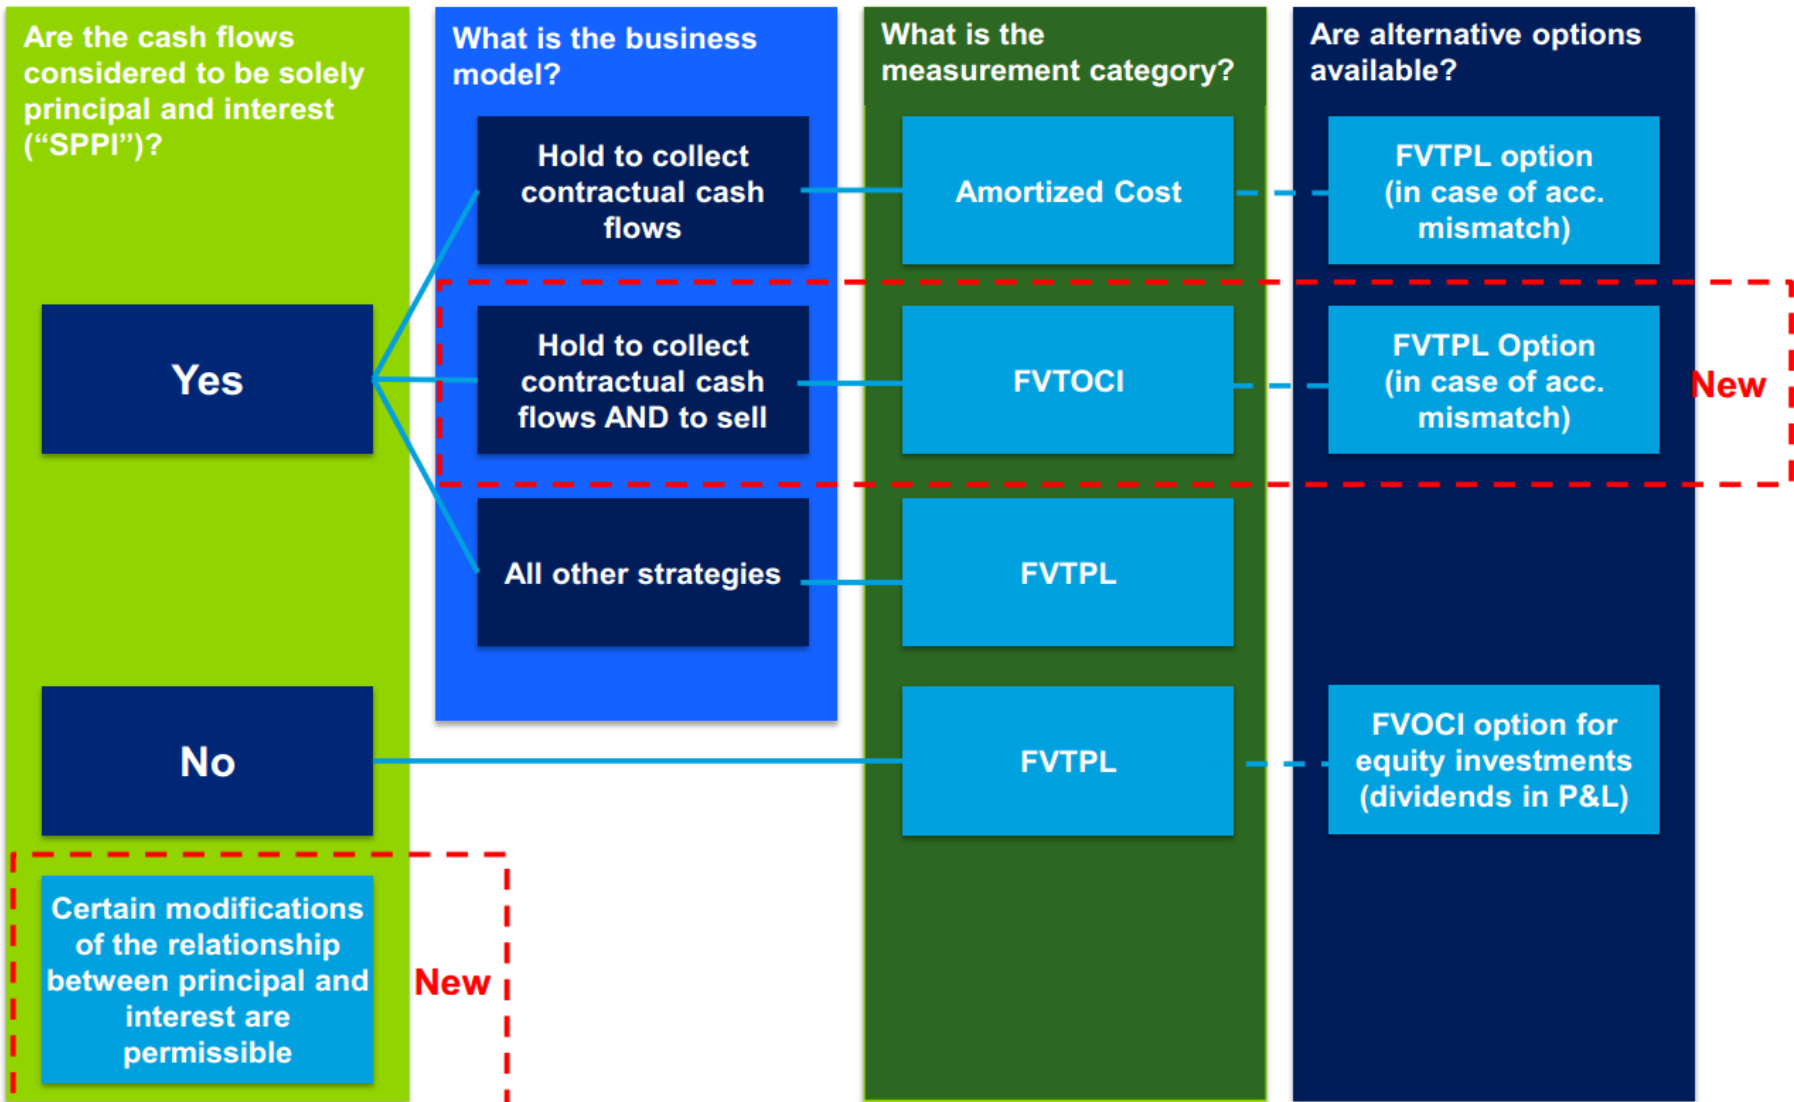 Are the cash flows
considered to be solely
principal and interest
(“SPPI”)?
What is the business
model?
What is the
measurement category?
Are alternative options
available?
Hold to collect
contractual cash
flows
Amortized Cost
FVTPL option
(in case of acc.
mismatch)
Yes
Hold to collect
contractual cash
flows AND to sell
FVTOCI
FVTPL Option
(in case of acc.
mismatch)
New
All other strategies
FVTPL
No
FVTPL
FVOCI option for
equity investments
(dividends in P&L)
Certain modifications
of the relationship
between principal and
interest are
permissible
New